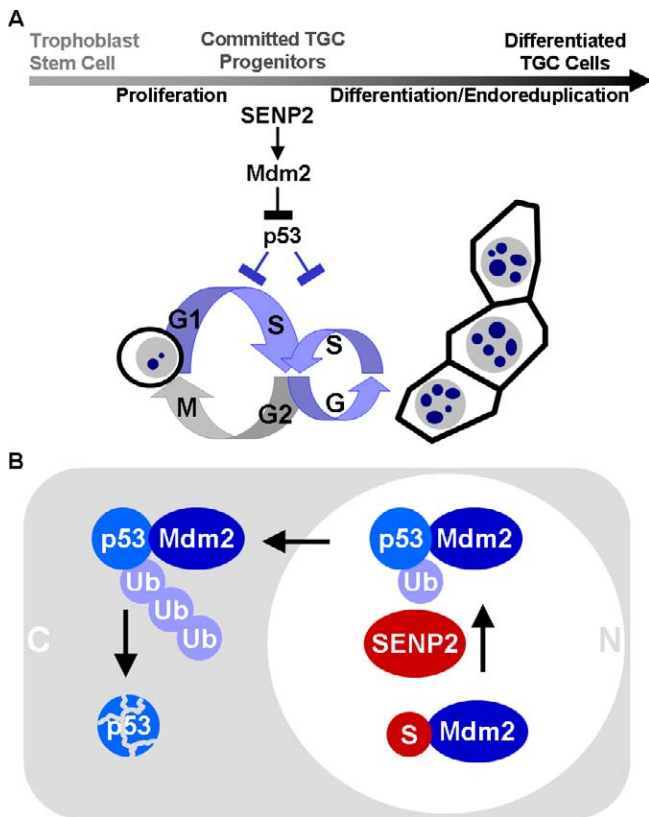 A
Trophoblast
Stem Cell
Committed TGC
Progenitors
Differentiated
TGC Cells
Proliferation
Differentiation/Endoreduplication
SENP2
Mdm2
p53
G1
S
S
M
G2
G
B
p53 Mdm2
p53 Mdm2
Ub
Ub
Ub
Ub
C
SENP2
N
p53
S Mdm2